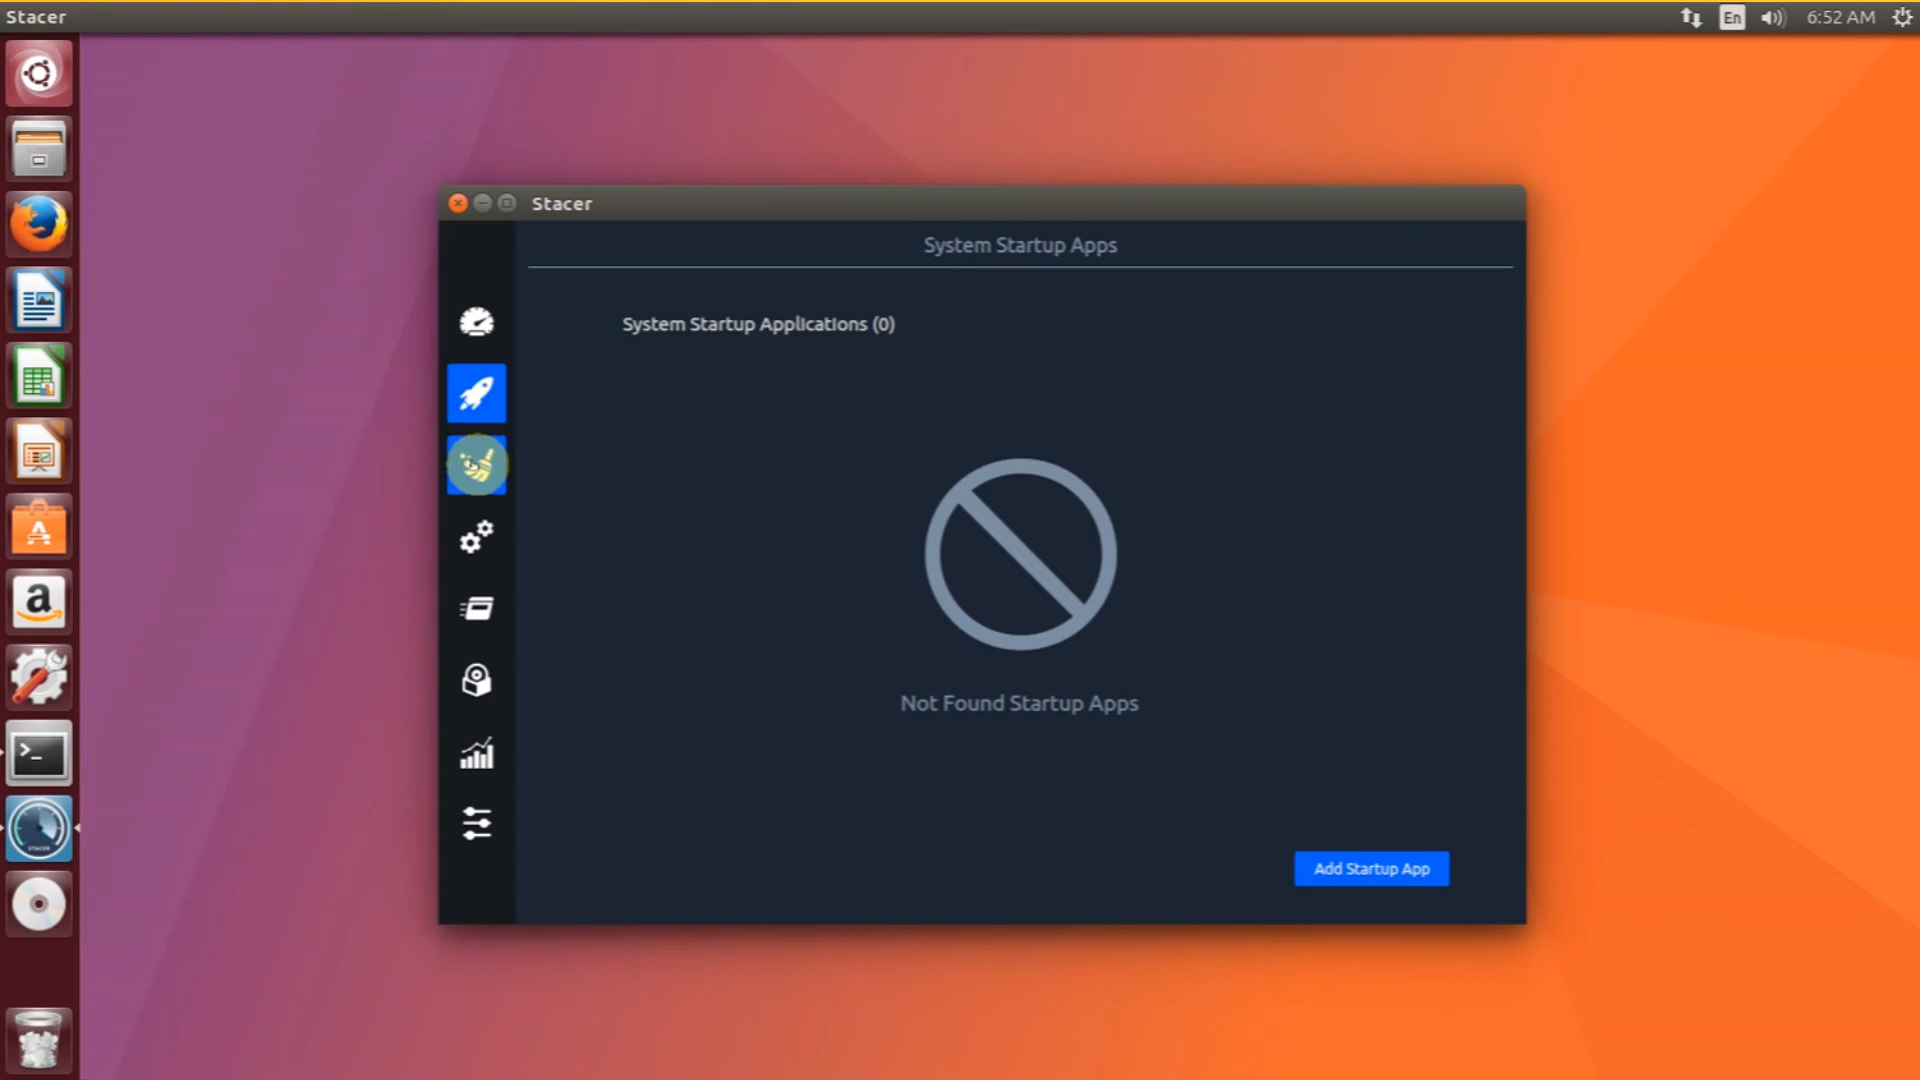 Stacer
En
6:52 AM
Stacer
System Startup Apps
System Startup Applications (0)
Not Found Startup Apps
Add Startup App
A
a
>_
STACER